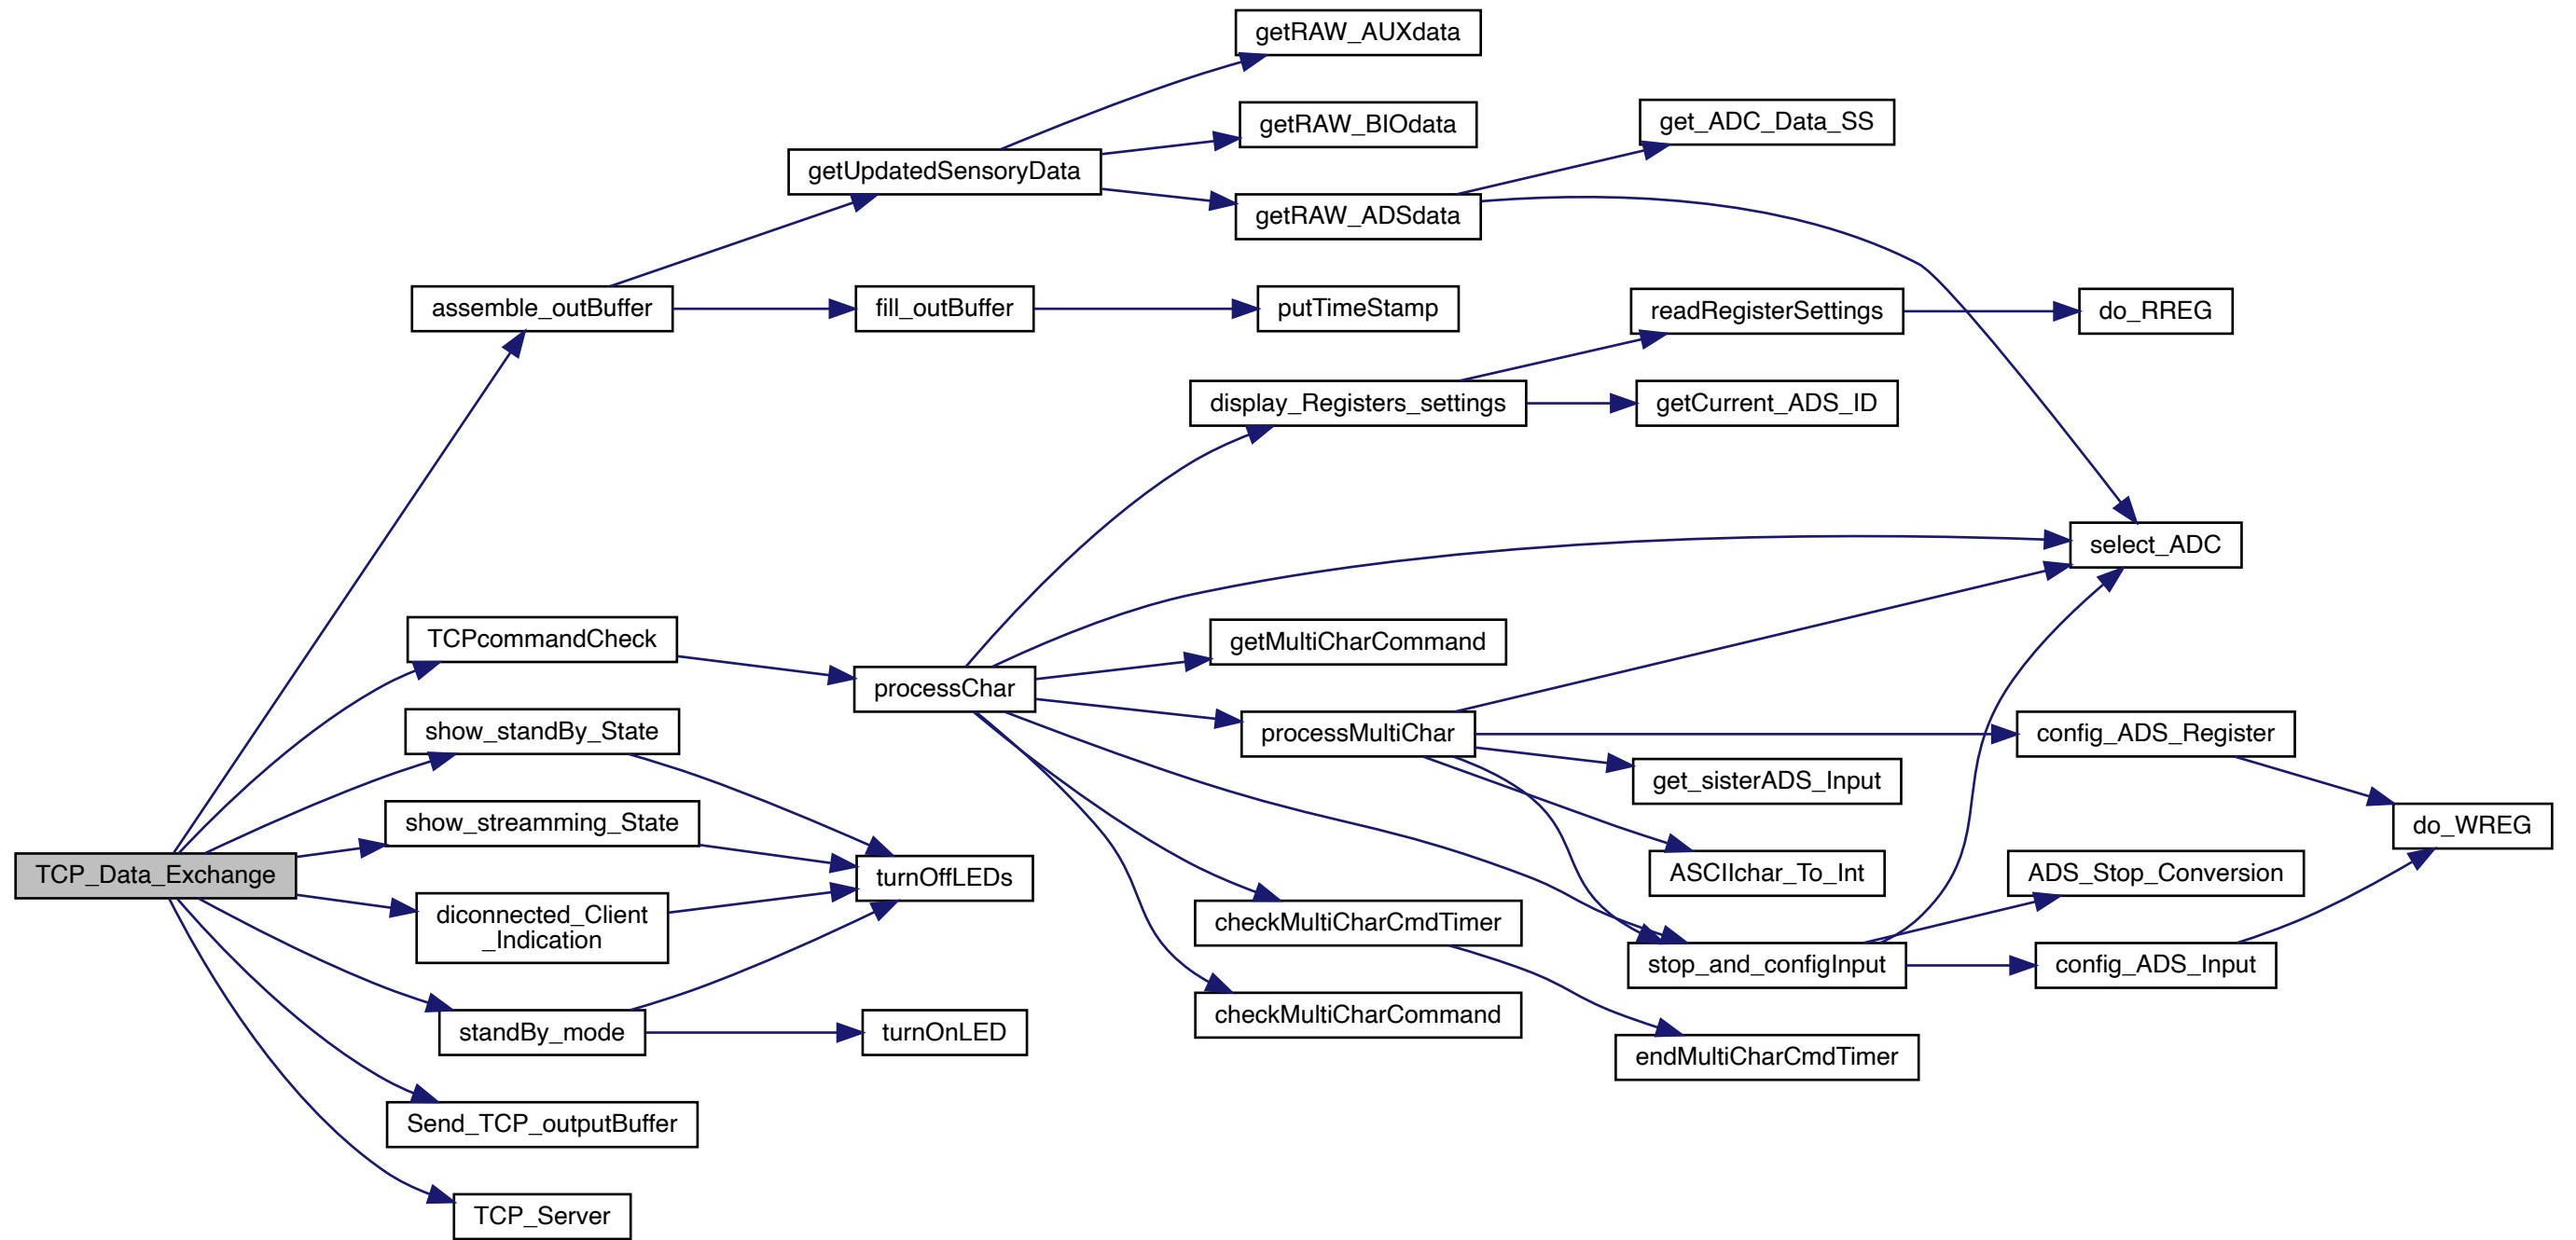 getRAW_AUXdata
getRAW_BIOdata
get_ADC_Data_SS
getUpdatedSensoryData
getRAW_ADSdata
assemble_outBuffer
fill_outBuffer
putTimeStamp
readRegisterSettings
do_RREG
display_Registers_settings
getCurrent_ADS_ID
select_ADC
TCPcommandCheck
getMultiCharCommand
processChar
show_standBy_State
processMultiChar
config_ADS_Register
get_sisterADS_Input
show_streamming_State
do_WREG
TCP_Data_Exchange
turnOffLEDs
ASCIIchar_To_Int
ADS_Stop_Conversion
diconnected_Client
_Indication
checkMultiCharCmdTimer
stop_and_configInput
config_ADS_Input
standBy_mode
turnOnLED
checkMultiCharCommand
endMultiCharCmdTimer
Send_TCP_outputBuffer
TCP_Server